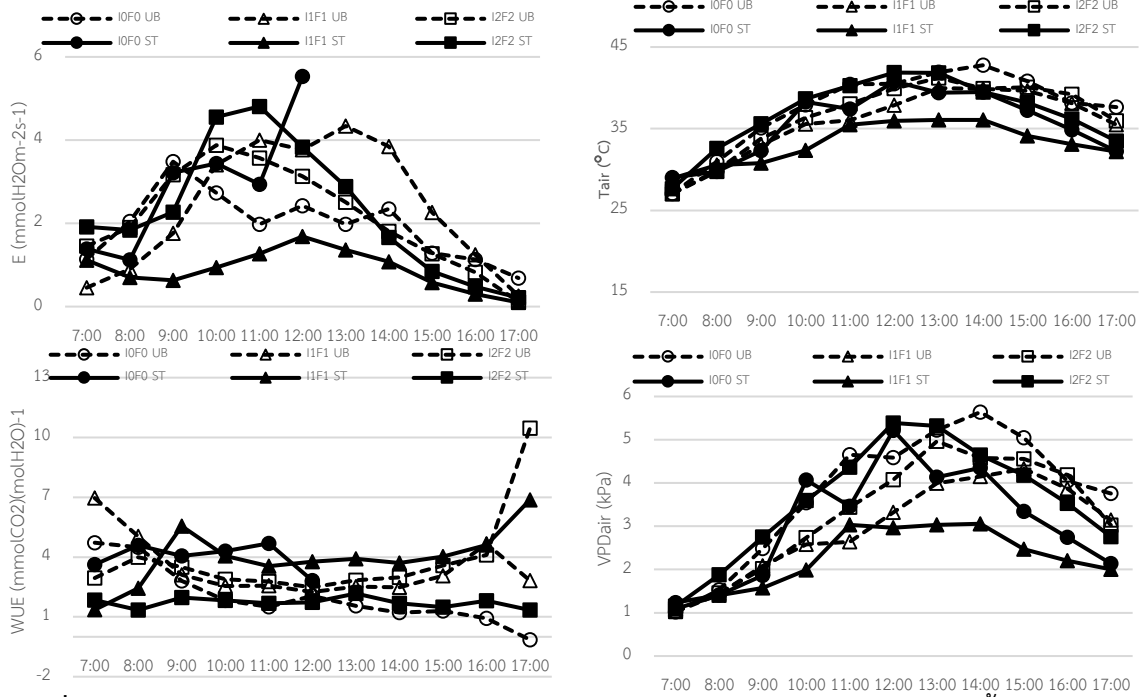 I0F0 UB I1F1 UB I2F2 UB
I0F0 ST I1F1 ST I2F2 ST
6
4
2
0
E (mmolH2Om-2s-1)
7:00 8:00 9:00 10:00 11:00 12:00 13:00 14:00 15:00 16:00 17:00
I0F0 UB I1F1 UB I2F2 UB
I0F0 ST I1F1 ST I2F2 ST
45
35
25
15
Tair (°C)
7:00 8:00 9:00 10:00 11:00 12:00 13:00 14:00 15:00 16:00 17:00
I0F0 UB I1F1 UB I2F2 UB
I0F0 ST I1F1 ST I2F2 ST
13
10
7
4
1
-2
WUE (mmolCO2)(molH2O)-1
7:00 8:00 9:00 10:00 11:00 12:00 13:00 14:00 15:00 16:00 17:00
I0F0 UB I1F1 UB I2F2 UB
I0F0 ST I1F1 ST I2F2 ST
6
5
4
3
2
1
0
VPDair (kPa)
7:00 8:00 9:00 10:00 11:00 12:00 13:00 14:00 15:00 16:00 17:00